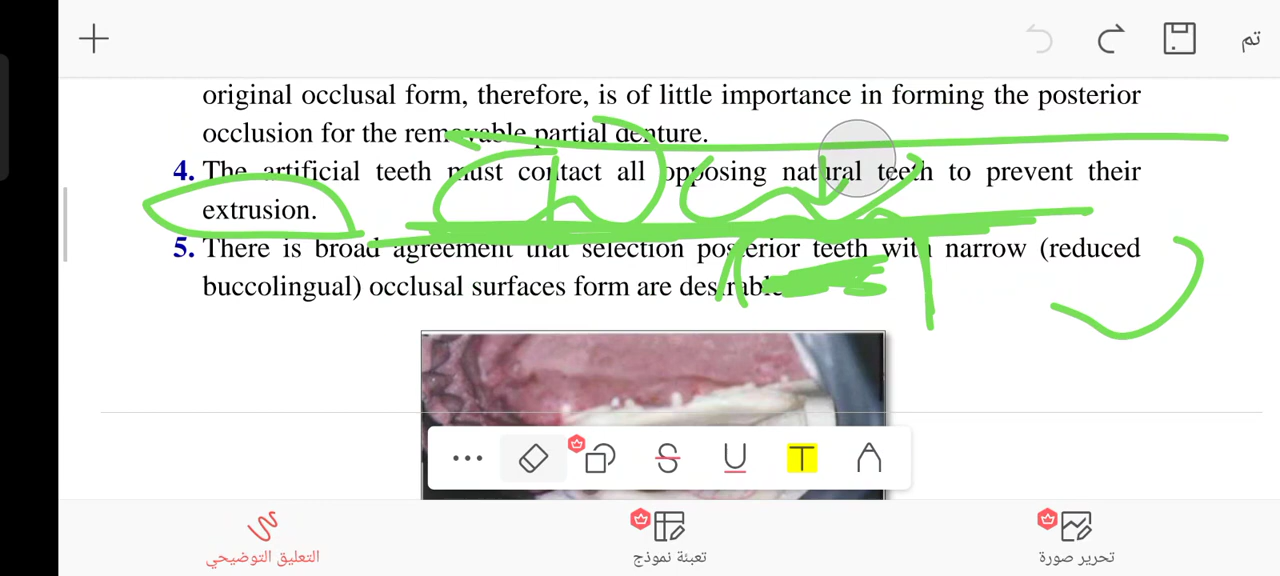 تم
original occlusal form, therefore, is of little importance in forming the posterior
occlusion for the removable partial denture.
4. The artificial teeth must contact all opposing natural teeth to prevent their
extrusion.
5. There is broad agreement that selection posterior teeth with narrow (reduced
buccolingual) occlusal surfaces form are desirable
التعليق التوضيحي
تعبئة نموذج
تحرير صورة